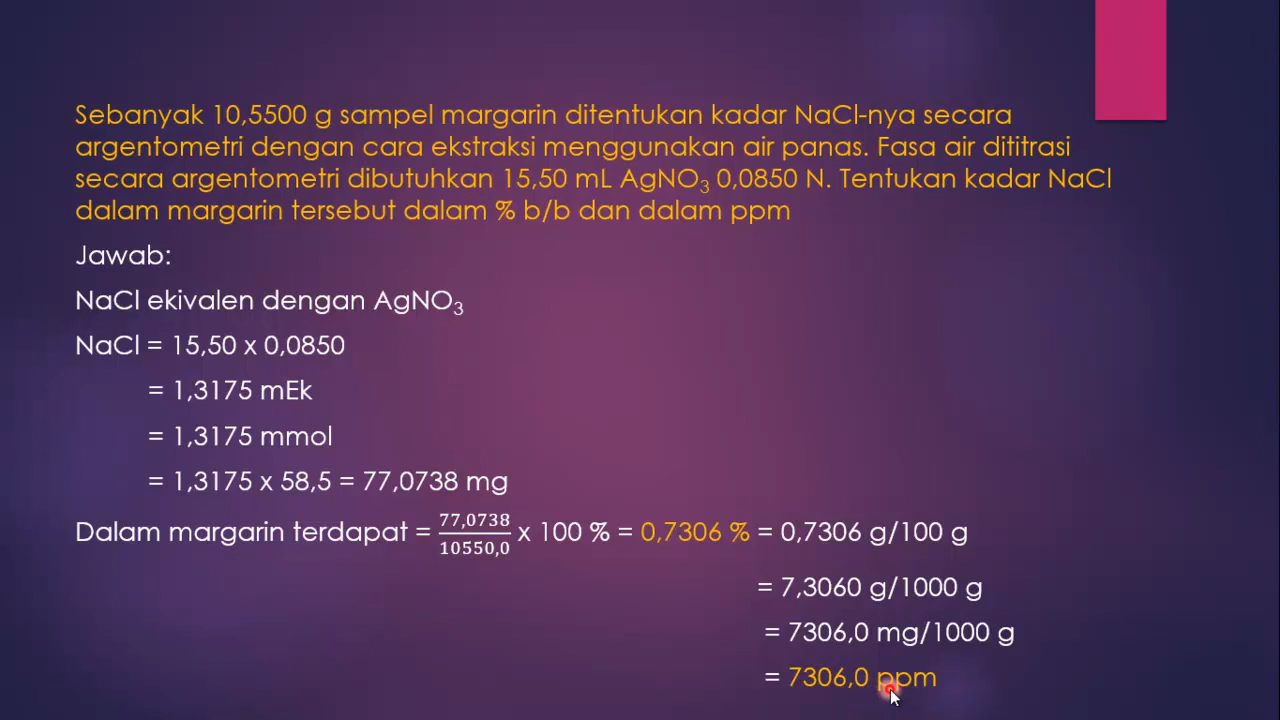 Sebanyak 10,5500 g sampel margarin ditentukan kadar NaCl-nya secara
argentometri dengan cara ekstraksi menggunakan air panas. Fasa air dititrasi
secara argentometri dibutuhkan 15,50 mL AgNO₃ 0,0850 N. Tentukan kadar NaCl
dalam margarin tersebut dalam % b/b dan dalam ppm
Jawab:
NaCl ekivalen dengan AgNO₃
NaCl = 15,50 x 0,0850
= 1,3175 mEk
= 1,3175 mmol
= 1,3175 x 58,5 = 77,0738 mg
Dalam margarin terdapat = 77,0738/10550,0 x 100 % = 0,7306 % = 0,7306 g/100 g
= 7,3060 g/1000 g
= 7306,0 mg/1000 g
= 7306,0 ppm